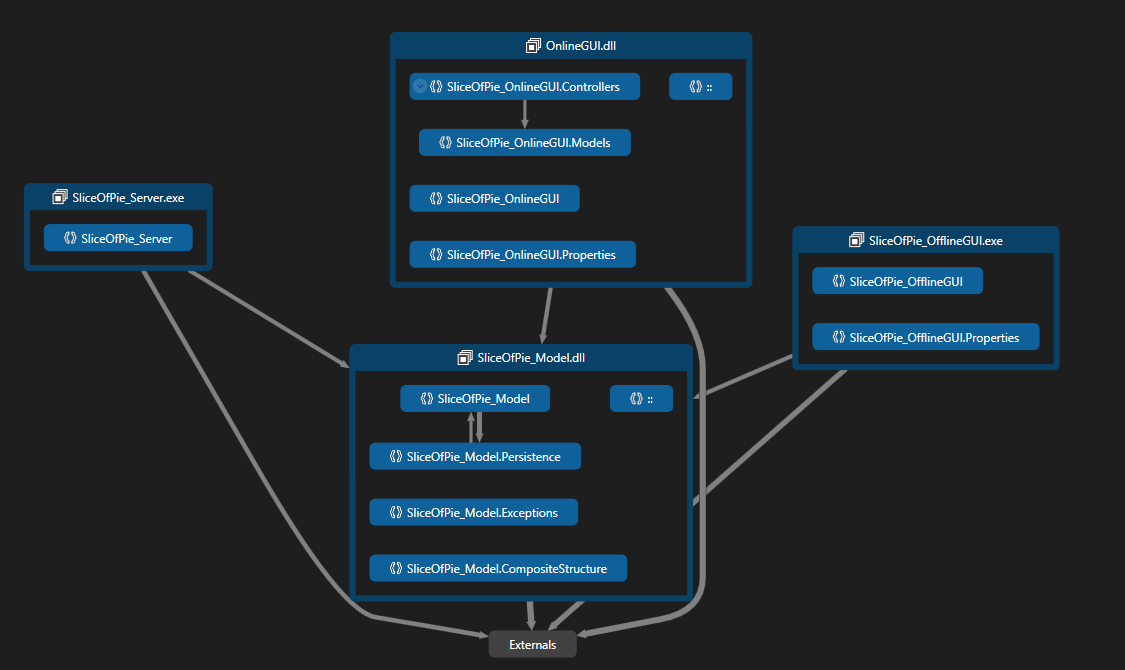 OnlineGUI.dll
SliceOfPie_OnlineGUI.Controllers
::
SliceOfPie_OnlineGUI.Models
SliceOfPie_OnlineGUI
SliceOfPie_OnlineGUI.Properties
SliceOfPie_Server.exe
SliceOfPie_Server
SliceOfPie_OfflineGUI.exe
SliceOfPie_OfflineGUI
SliceOfPie_OfflineGUI.Properties
SliceOfPie_Model.dll
SliceOfPie_Model
::
SliceOfPie_Model.Persistence
SliceOfPie_Model.Exceptions
SliceOfPie_Model.CompositeStructure
Externals